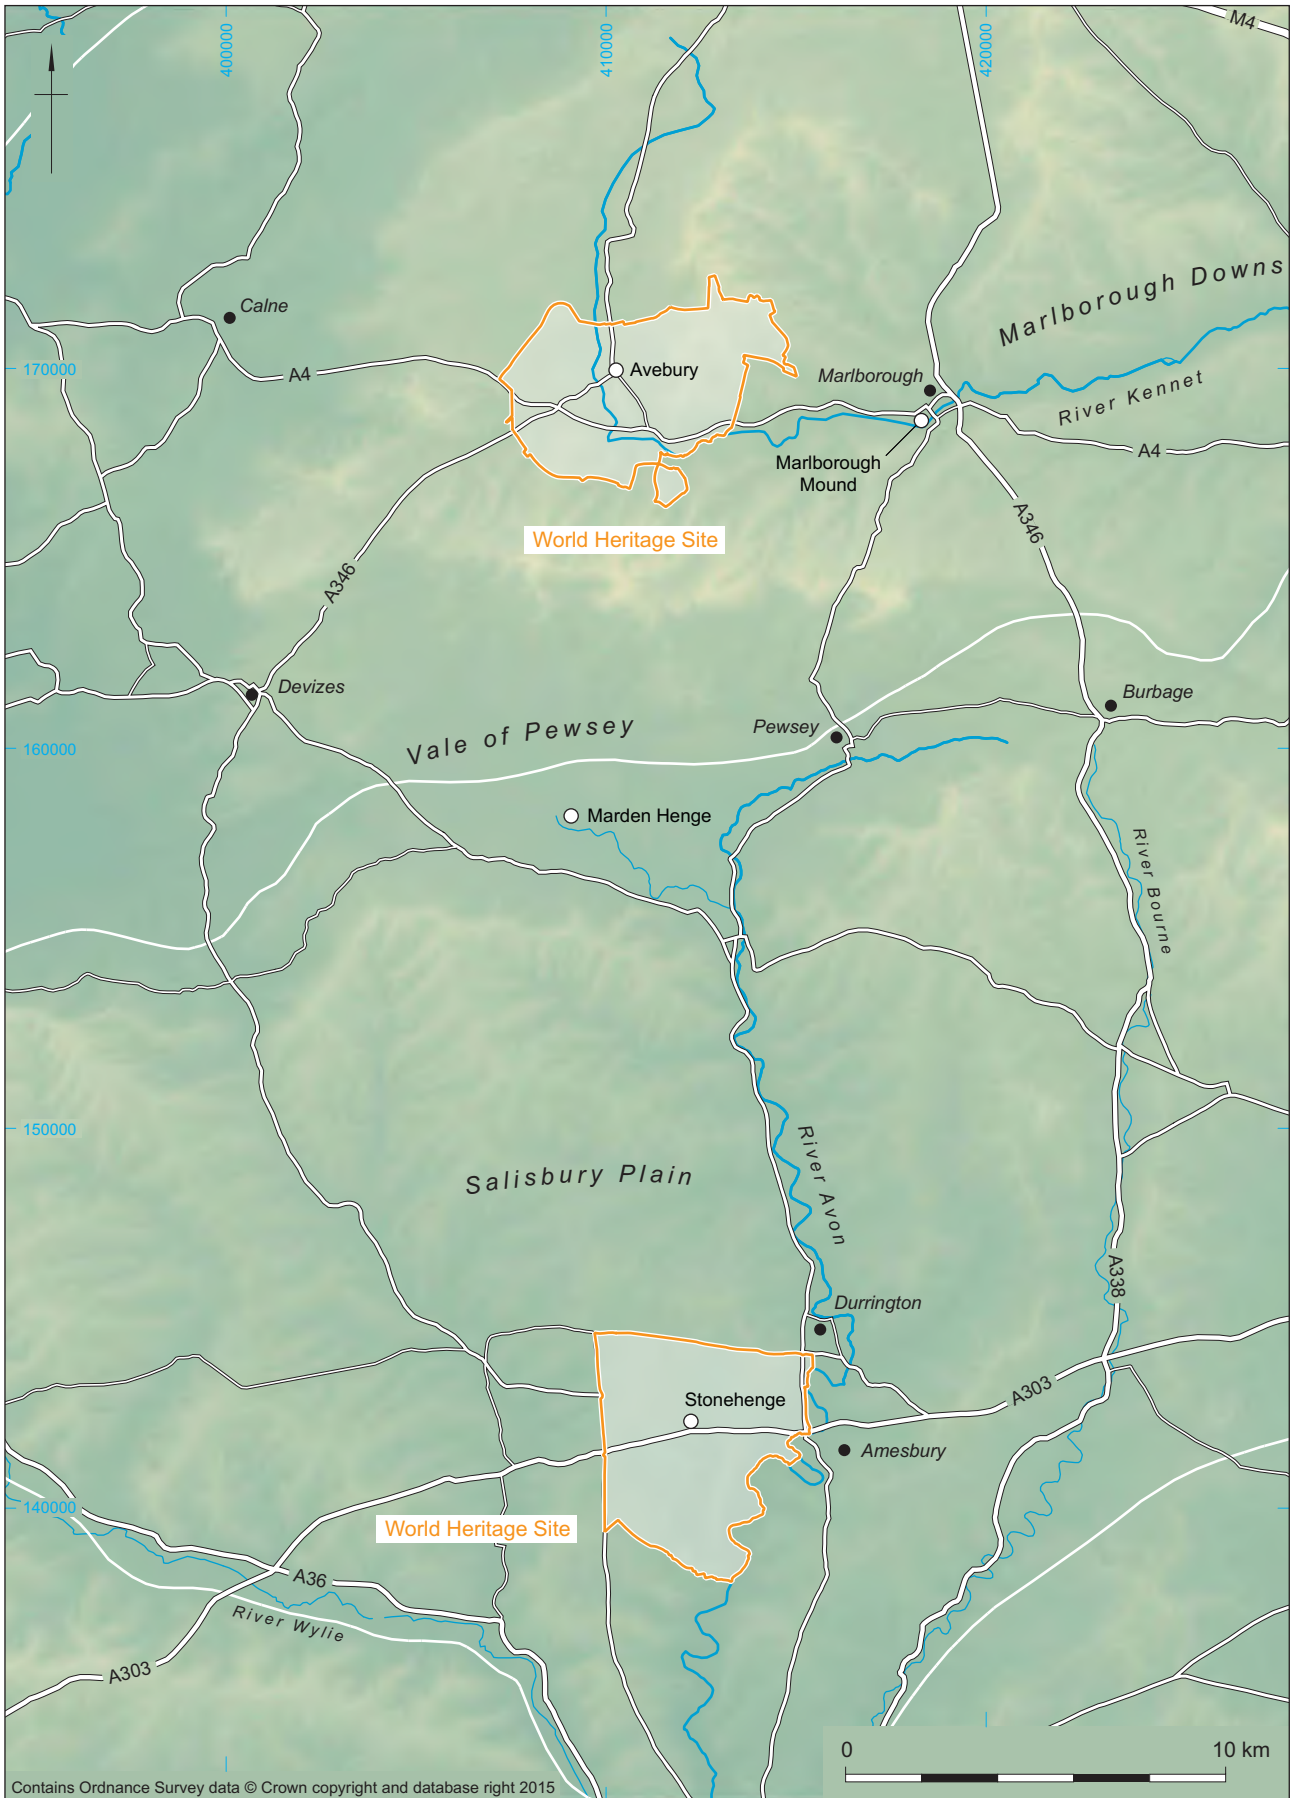 400000
410000
420000
M4
Marlborough Downs
Calne
170000
A4
Avebury
Marlborough
River Kennet
A4
Marlborough
Mound
A346
World Heritage Site
A346
Devizes
Burbage
Vale of Pewsey
Pewsey
160000
Marden Henge
River Bourne
150000
Salisbury Plain
River Avon
A338
Durrington
A303
Stonehenge
Amesbury
140000
World Heritage Site
A36
River Wylie
A303
0
10 km
Contains Ordnance Survey data © Crown copyright and database right 2015